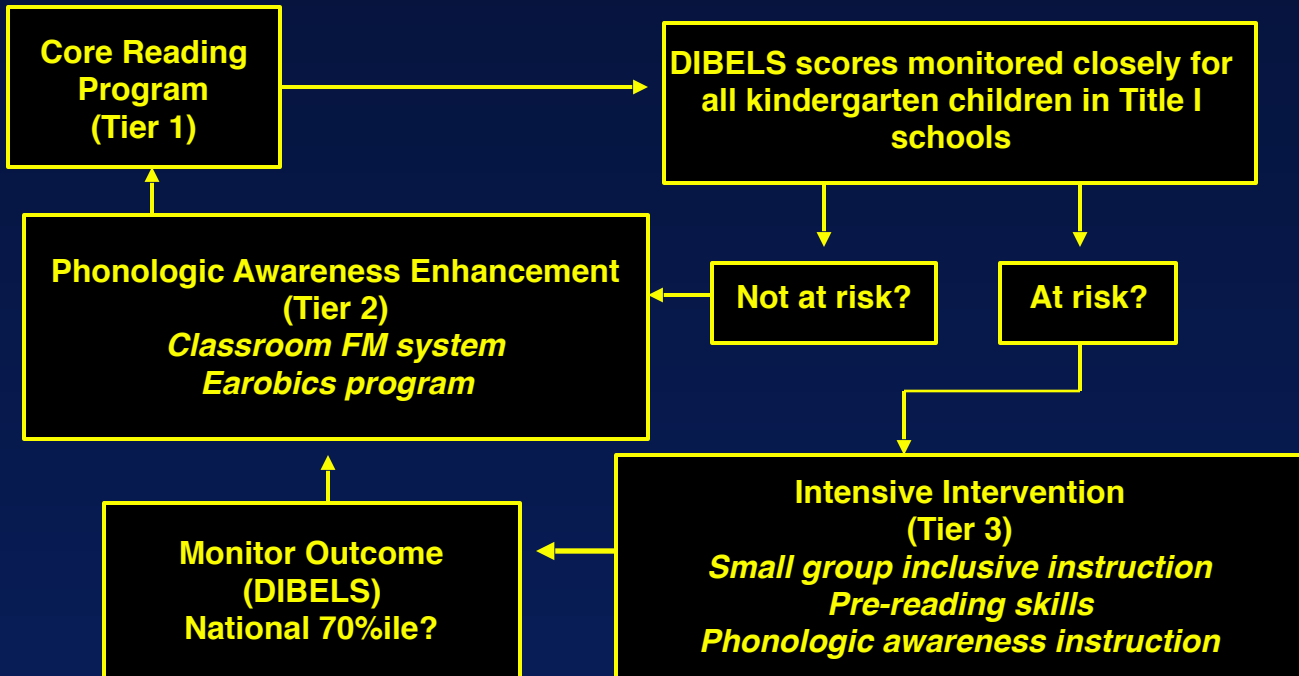 Core Reading
Program
(Tier 1)
DIBELS scores monitored closely for
all kindergarten children in Title I
schools
Phonologic Awareness Enhancement
(Tier 2)
Classroom FM system
Earobics program
Not at risk?
At risk?
Monitor Outcome
(DIBELS)
National 70%ile?
Intensive Intervention
(Tier 3)
Small group inclusive instruction
Pre-reading skills
Phonologic awareness instruction